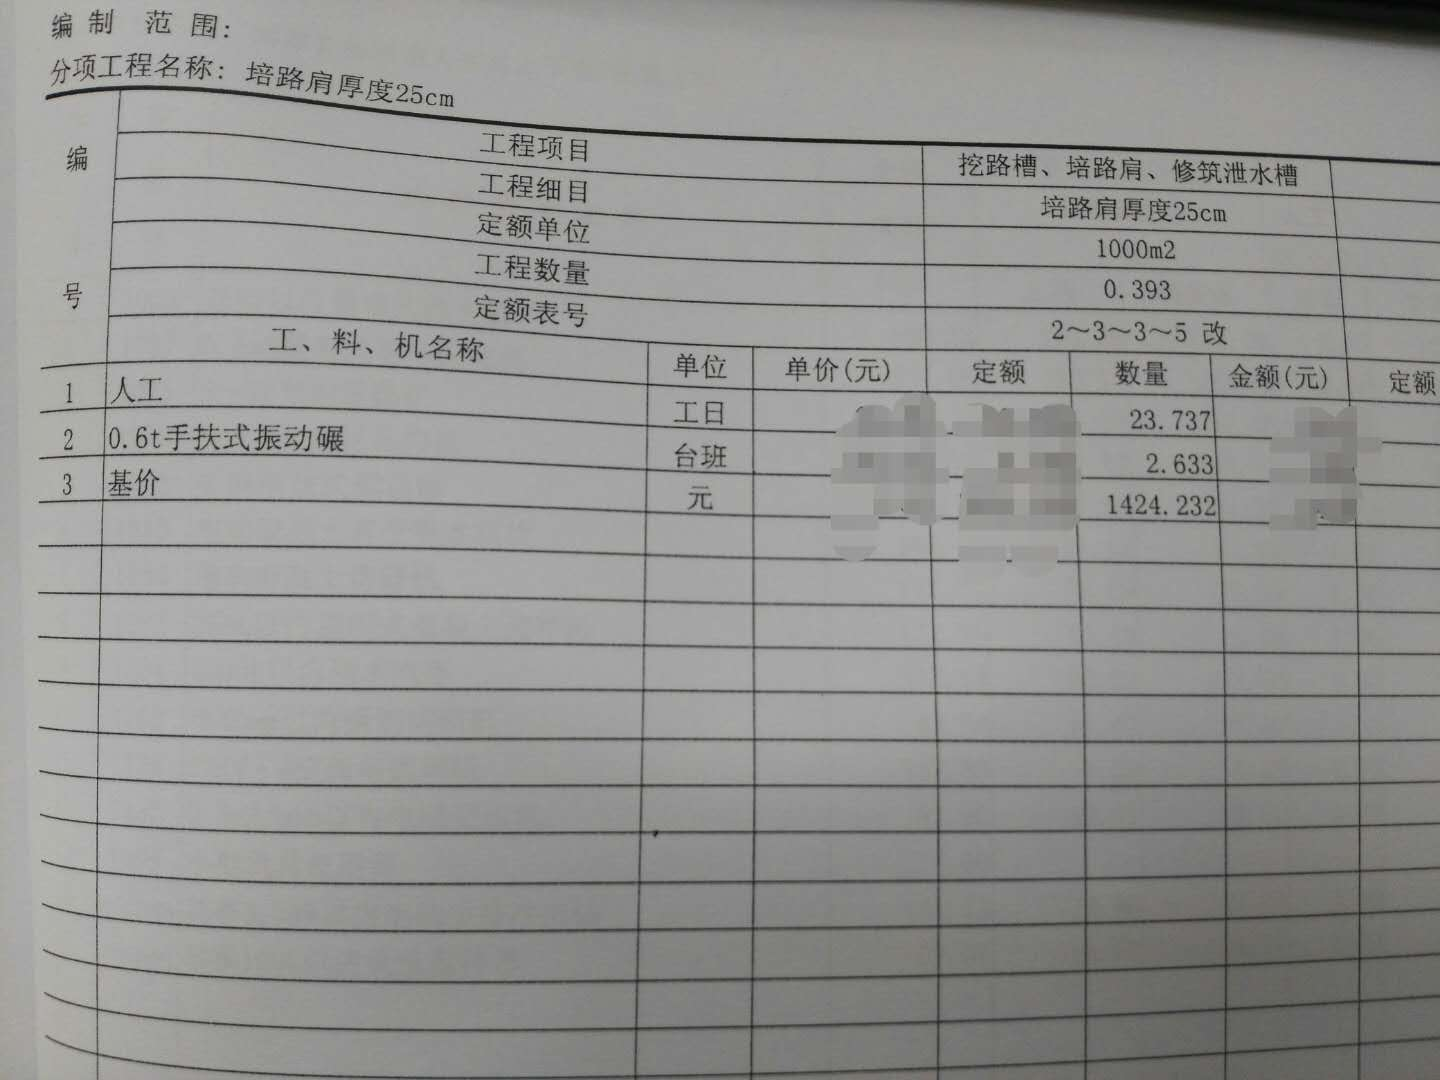 编 制 范 围:
分项工程名称: 培路肩厚度25cm
编 号
工程项目 挖路槽、培路肩、修筑泄水槽
工程细目 培路肩厚度25cm
定额单位 1000m2
工程数量 0.393
定额表号 2～3～3～5 改
工、料、机名称 单位 单价(元) 定额 数量 金额(元) 定额
1 人工 工日 23.737
2 0.6t手扶式振动碾 台班 2.633
3 基价 元 1424.232